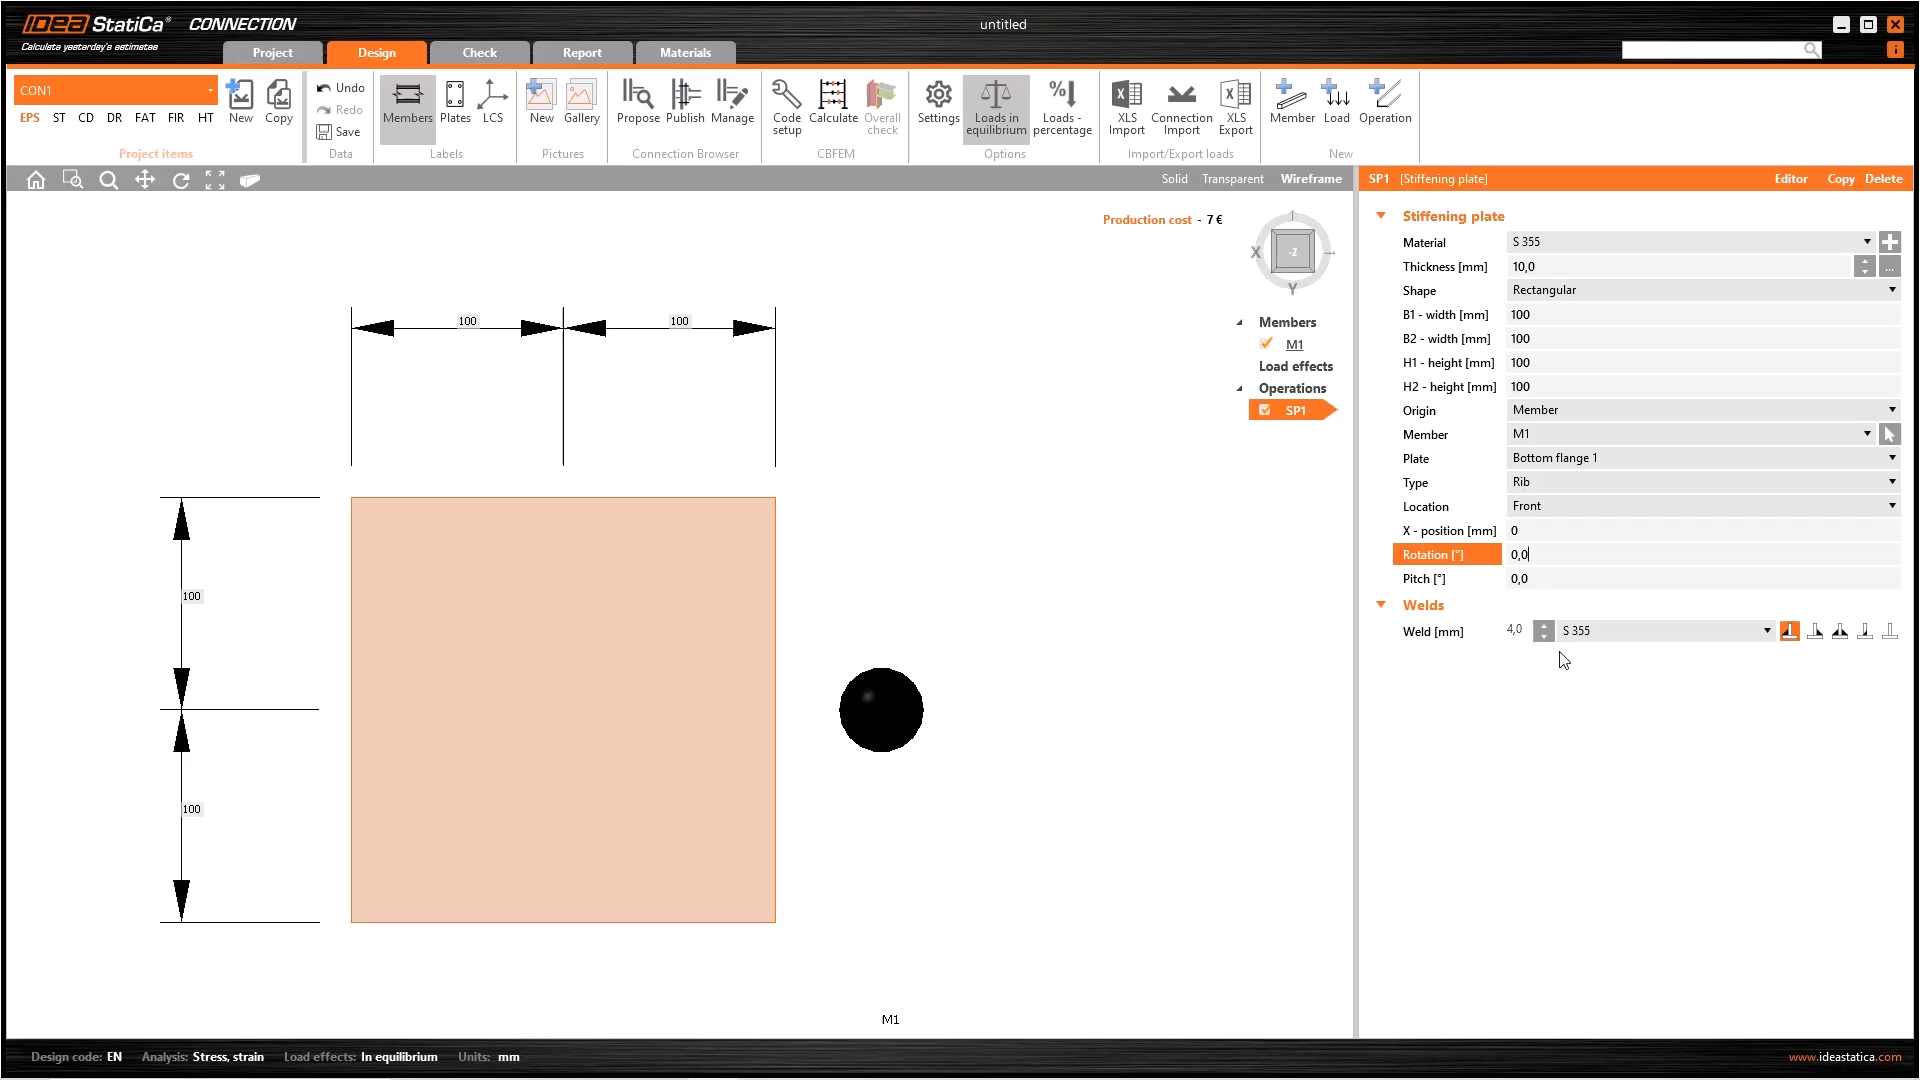 IDEA StatiCa® CONNECTION
Calculate yesterday's estimates
untitled
Project Design Check Report Materials
CON1
EPS ST CD DR FAT FIR HT
New Copy
Project items
Undo
Redo
Save
Data
Members Plates LCS
Labels
New Gallery
Pictures
Propose Publish Manage
Connection Browser
Code setup Calculate Overall check
CBFEM
Settings Loads in equilibrium Loads - percentage
Options
XLS Import Connection Import XLS Export
Import/Export loads
Member Load Operation
New
Solid Transparent Wireframe
SP1 [Stiffening plate] Editor Copy Delete
Production cost - 7 €
X -Z Y
Members
M1
Load effects
Operations
SP1
100 100
100
100
M1
Stiffening plate
Material S 355
Thickness [mm] 10,0 ...
Shape Rectangular
B1 - width [mm] 100
B2 - width [mm] 100
H1 - height [mm] 100
H2 - height [mm] 100
Origin Member
Member M1
Plate Bottom flange 1
Type Rib
Location Front
X - position [mm] 0
Rotation [°] 0,0
Pitch [°] 0,0
Welds
Weld [mm] 4,0 S 355
Design code: EN Analysis: Stress, strain Load effects: In equilibrium Units: mm
www.ideastatica.com